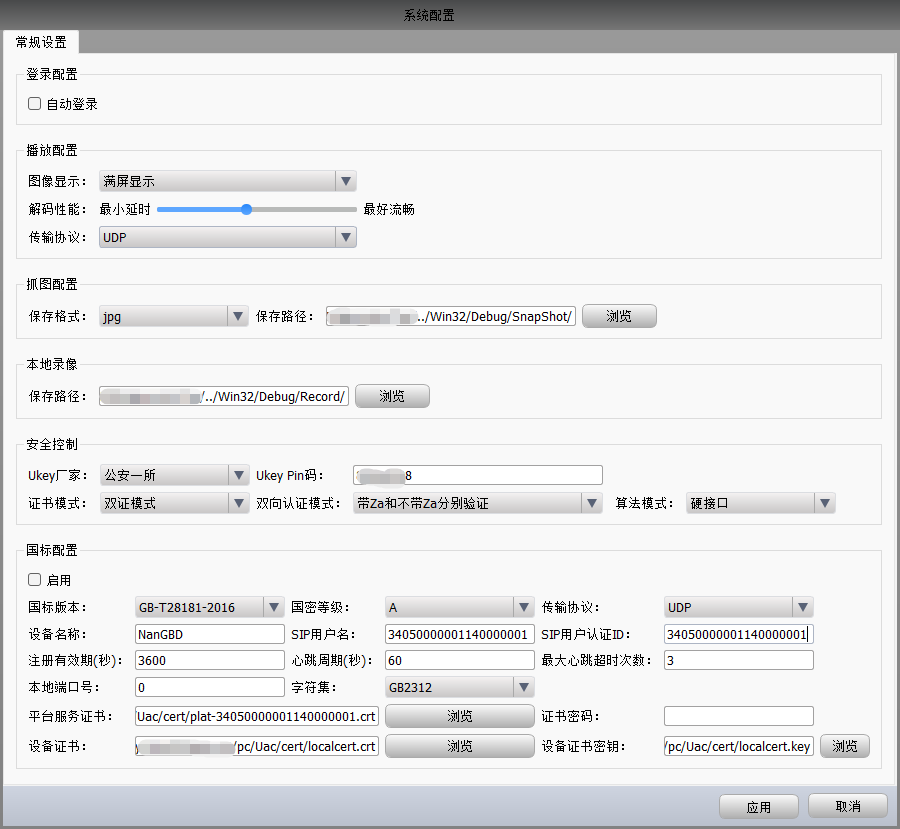 系统配置
常规设置
登录配置
自动登录
播放配置
图像显示： 满屏显示
解码性能： 最小延时 最好流畅
传输协议： UDP
抓图配置
保存格式： jpg 保存路径： ../Win32/Debug/SnapShot/ 浏览
本地录像
保存路径： /../Win32/Debug/Record/ 浏览
安全控制
Ukey厂家： 公安一所 Ukey Pin码： 8
证书模式： 双证模式 双向认证模式： 带Za和不带Za分别验证 算法模式： 硬接口
国标配置
启用
国标版本： GB-T28181-2016 国密等级： A 传输协议： UDP
设备名称： NanGBD SIP用户名： 34050000001140000001 SIP用户认证ID： 34050000001140000001
注册有效期(秒)： 3600 心跳周期(秒)： 60 最大心跳超时次数： 3
本地端口号： 0 字符集： GB2312
平台服务证书： Uac/cert/plat-34050000001140000001.crt 浏览 证书密码：
设备证书： /pc/Uac/cert/localcert.crt 浏览 设备证书密钥： /pc/Uac/cert/localcert.key 浏览
应用 取消